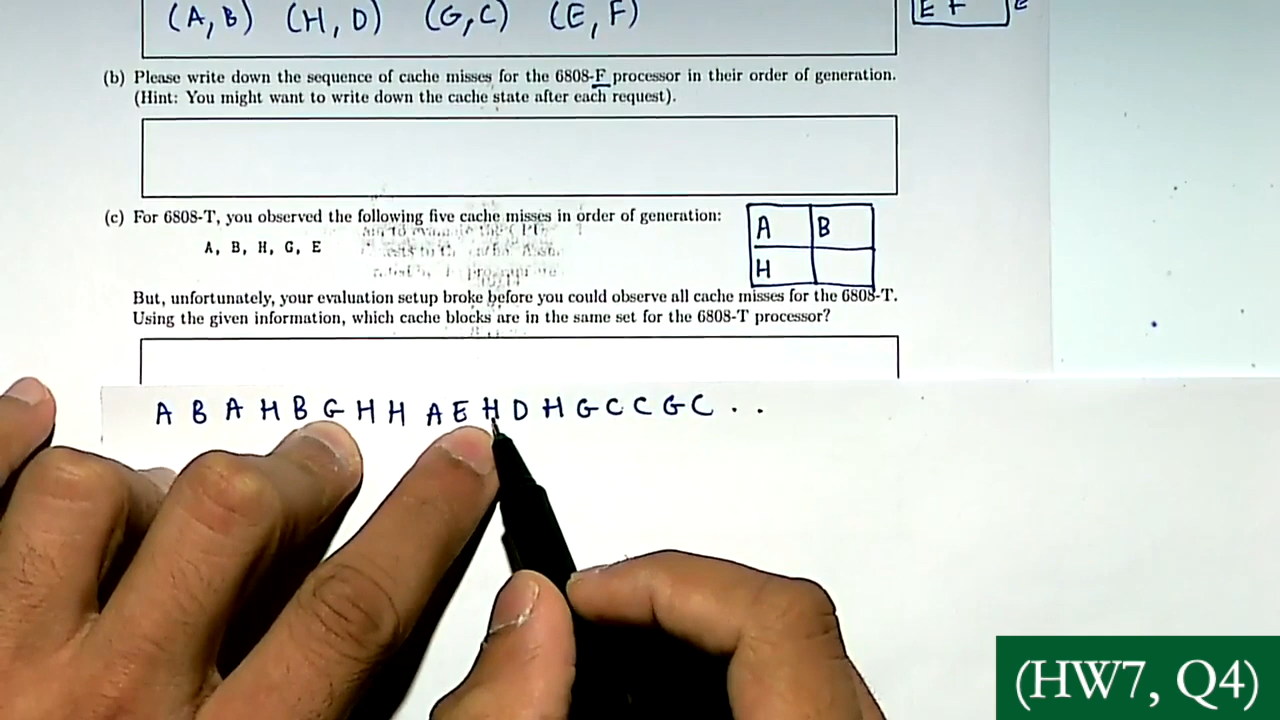 (A, B) (H, D) (G, C) (E, F)
E F
(b) Please write down the sequence of cache misses for the 6808-F processor in their order of generation.
(Hint: You might want to write down the cache state after each request).
(c) For 6808-T, you observed the following five cache misses in order of generation:
A, B, H, G, E
A B
H
But, unfortunately, your evaluation setup broke before you could observe all cache misses for the 6808-T.
Using the given information, which cache blocks are in the same set for the 6808-T processor?
A B A H B G H H A E H D H G C C G C . .
(HW7, Q4)